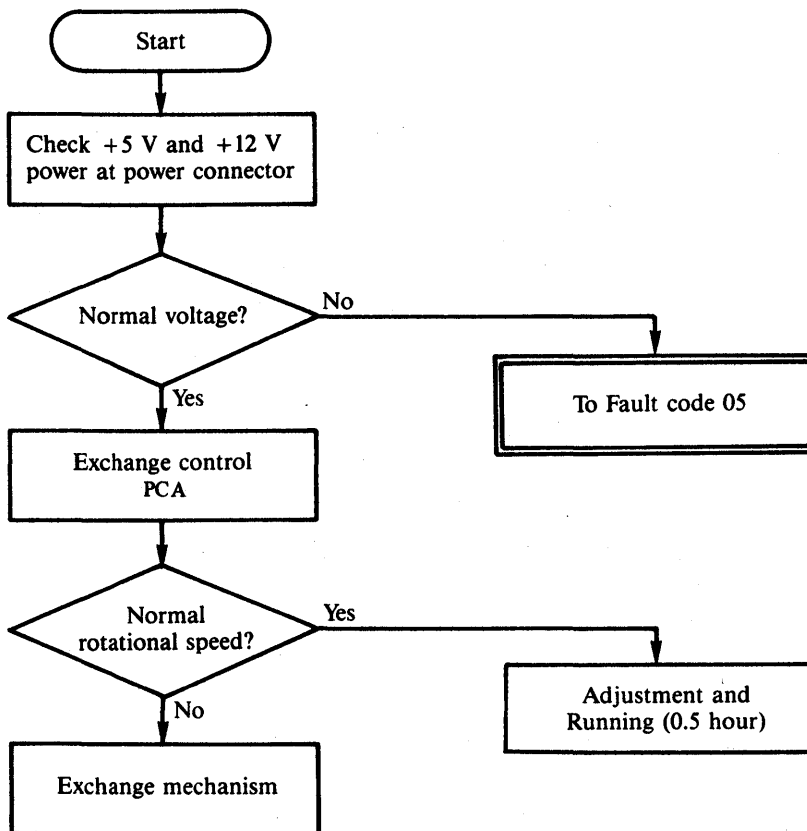 Start
Check +5 V and +12 V
power at power connector
Normal voltage?
No
Yes
To Fault code 05
Exchange control
PCA
Normal
rotational speed?
Yes
No
Adjustment and
Running (0.5 hour)
Exchange mechanism